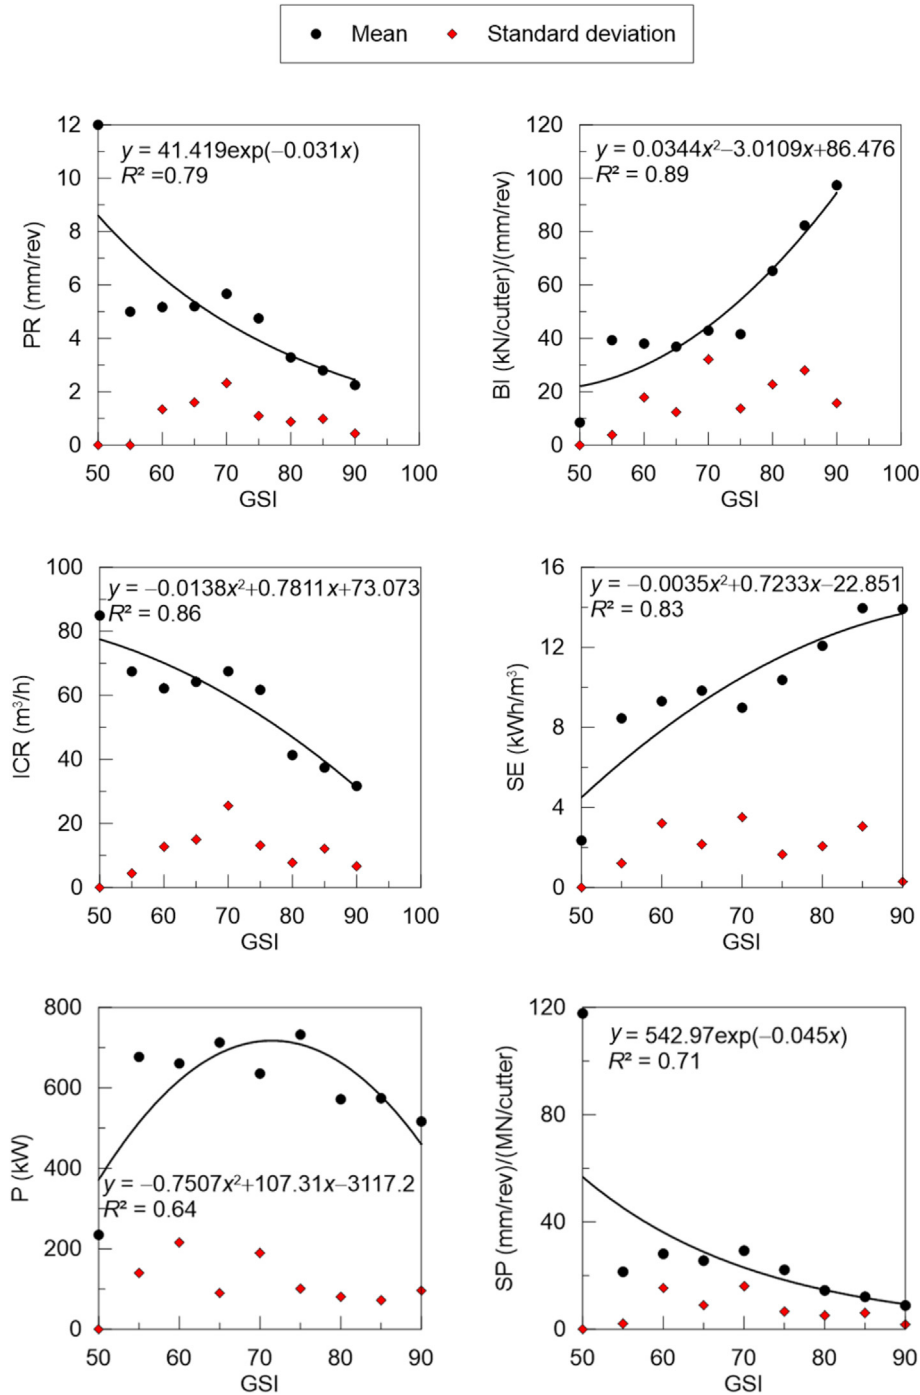 Mean Standard deviation
12
10
8
6
4
2
0
PR (mm/rev)
y = 41.419exp(−0.031x)
R² =0.79
50 60 70 80 90 100
GSI
120
100
80
60
40
20
0
BI (kN/cutter)/(mm/rev)
y = 0.0344x²−3.0109x+86.476
R² = 0.89
50 60 70 80 90 100
GSI
100
80
60
40
20
0
ICR (m³/h)
y = −0.0138x²+0.7811x+73.073
R² = 0.86
50 60 70 80 90 100
GSI
16
12
8
4
0
SE (kWh/m³)
y = −0.0035x²+0.7233x−22.851
R² = 0.83
50 60 70 80 90
GSI
800
600
400
200
0
P (kW)
y = −0.7507x²+107.31x−3117.2
R² = 0.64
50 60 70 80 90
GSI
120
80
40
0
SP (mm/rev)/(MN/cutter)
y = 542.97exp(−0.045x)
R² = 0.71
50 60 70 80 90
GSI